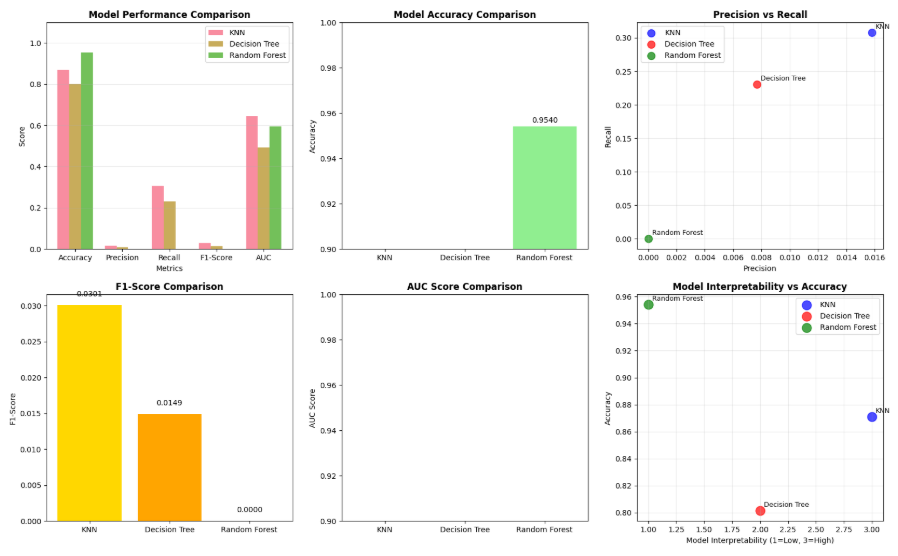 Model Performance Comparison
1.0
0.8
0.6
0.4
0.2
0.0
Score
KNN
Decision Tree
Random Forest
Accuracy Precision Recall F1-Score AUC
Metrics
Model Accuracy Comparison
1.00
0.98
0.96
0.94
0.92
0.90
Accuracy
0.9540
KNN Decision Tree Random Forest
Precision vs Recall
0.30
0.25
0.20
0.15
0.10
0.05
0.00
Recall
KNN
Decision Tree
Random Forest
KNN
Decision Tree
Random Forest
0.000 0.002 0.004 0.006 0.008 0.010 0.012 0.014 0.016
Precision
F1-Score Comparison
0.030
0.025
0.020
0.015
0.010
0.005
0.000
F1-Score
0.0301
0.0149
0.0000
KNN Decision Tree Random Forest
AUC Score Comparison
1.00
0.98
0.96
0.94
0.92
0.90
AUC Score
KNN Decision Tree Random Forest
Model Interpretability vs Accuracy
0.96
0.94
0.92
0.90
0.88
0.86
0.84
0.82
0.80
Accuracy
Random Forest
KNN
Decision Tree
Random Forest
KNN
Decision Tree
1.00 1.25 1.50 1.75 2.00 2.25 2.50 2.75 3.00
Model Interpretability (1=Low, 3=High)